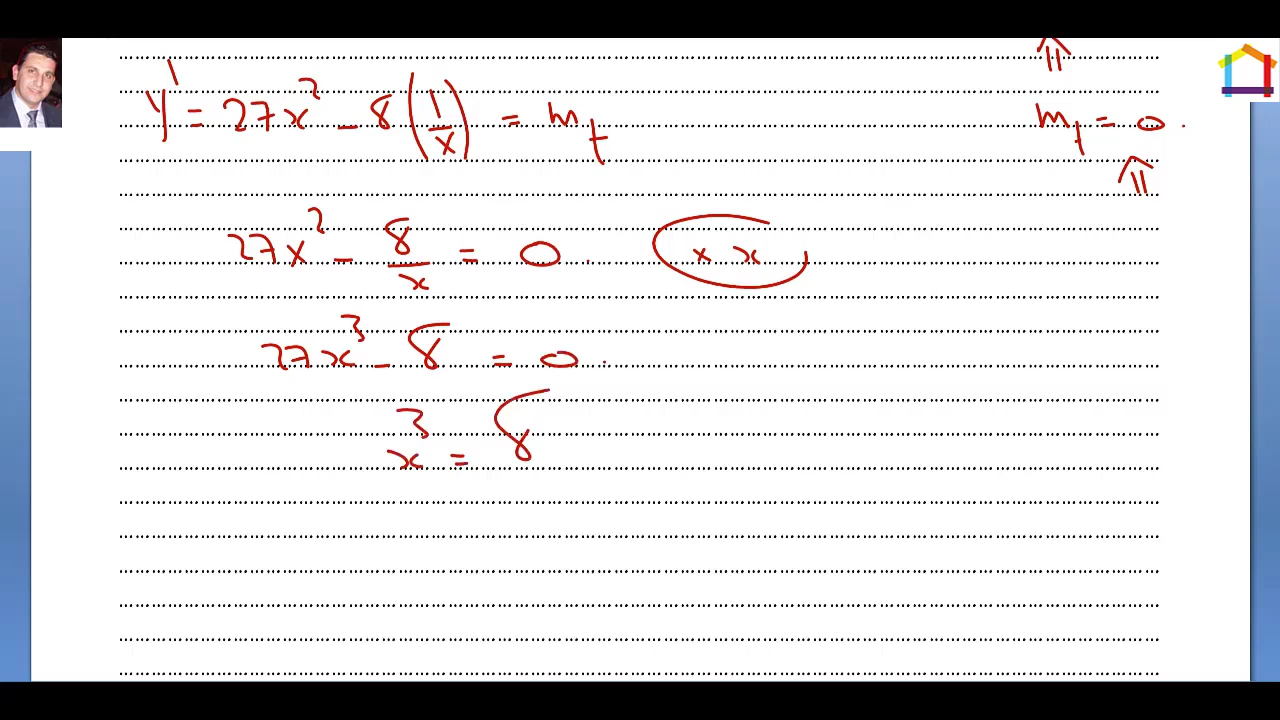 ⇑
y' = 27x² - 8(1/x) = m_t
m_t = 0.
⇑
27x² - 8/x = 0. × x
27x³ - 8 = 0.
x³ = 8